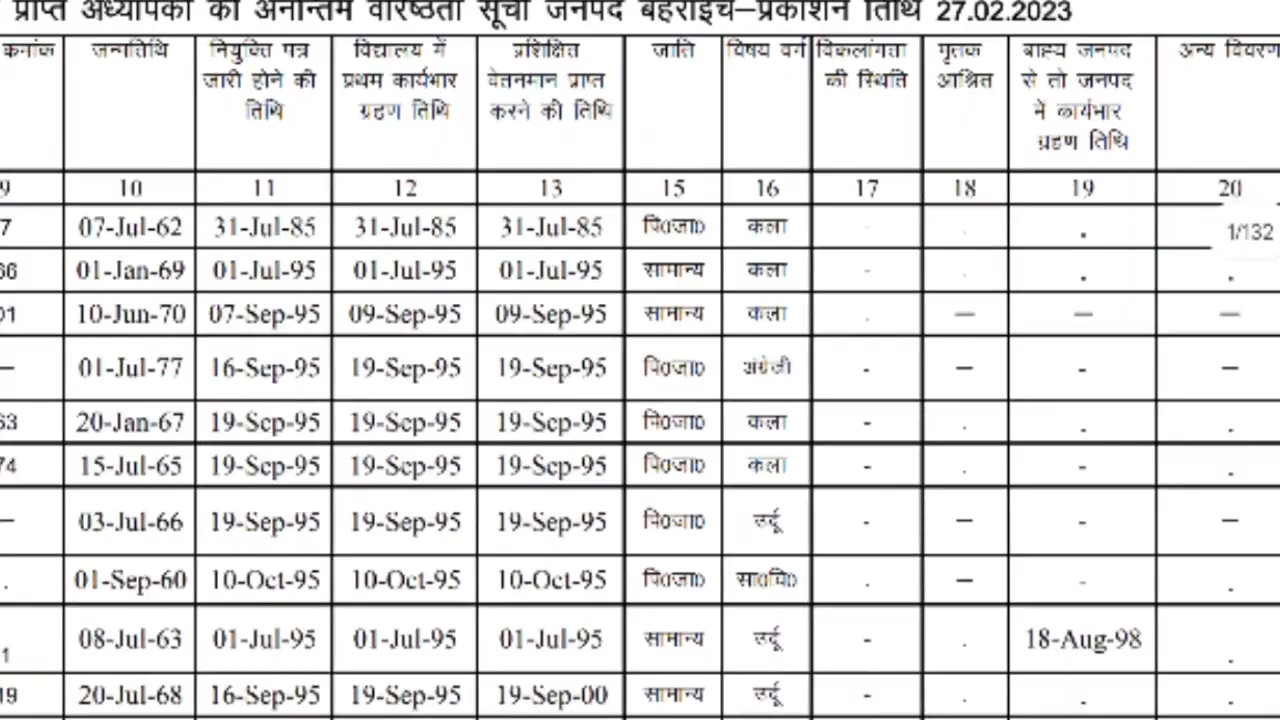 प्राप्त अध्यापकों की अनन्तिम वरिष्ठता सूची जनपद बहराइच–प्रकाशन तिथि 27.02.2023
कमांक जन्मतिथि नियुक्ति पत्र विद्यालय में प्रशिक्षित जाति विषय वर्ग विकलांगता मृतक बाह्य जनपद अन्य विवरण
जारी होने की प्रथम कार्यभार वेतनमान प्राप्त की स्थिति आश्रित से तो जनपद
तिथि ग्रहण तिथि करने की तिथि में कार्यभार
ग्रहण तिथि
9 10 11 12 13 15 16 17 18 19 20
7 07-Jul-62 31-Jul-85 31-Jul-85 31-Jul-85 पि0जा0 कला - . . 1/132
66 01-Jan-69 01-Jul-95 01-Jul-95 01-Jul-95 सामान्य कला - . . .
01 10-Jun-70 07-Sep-95 09-Sep-95 09-Sep-95 सामान्य कला . – – –
– 01-Jul-77 16-Sep-95 19-Sep-95 19-Sep-95 पि0जा0 अंग्रेजी - – - –
63 20-Jan-67 19-Sep-95 19-Sep-95 19-Sep-95 पि0जा0 कला - . - .
74 15-Jul-65 19-Sep-95 19-Sep-95 19-Sep-95 पि0जा0 कला - . - .
– 03-Jul-66 19-Sep-95 19-Sep-95 19-Sep-95 पि0जा0 उर्दू - – - –
. 01-Sep-60 10-Oct-95 10-Oct-95 10-Oct-95 पि0जा0 सा0वि0 . – - .
1 08-Jul-63 01-Jul-95 01-Jul-95 01-Jul-95 सामान्य उर्दू - . 18-Aug-98 .
19 20-Jul-68 16-Sep-95 19-Sep-95 19-Sep-00 सामान्य उर्दू - . . .